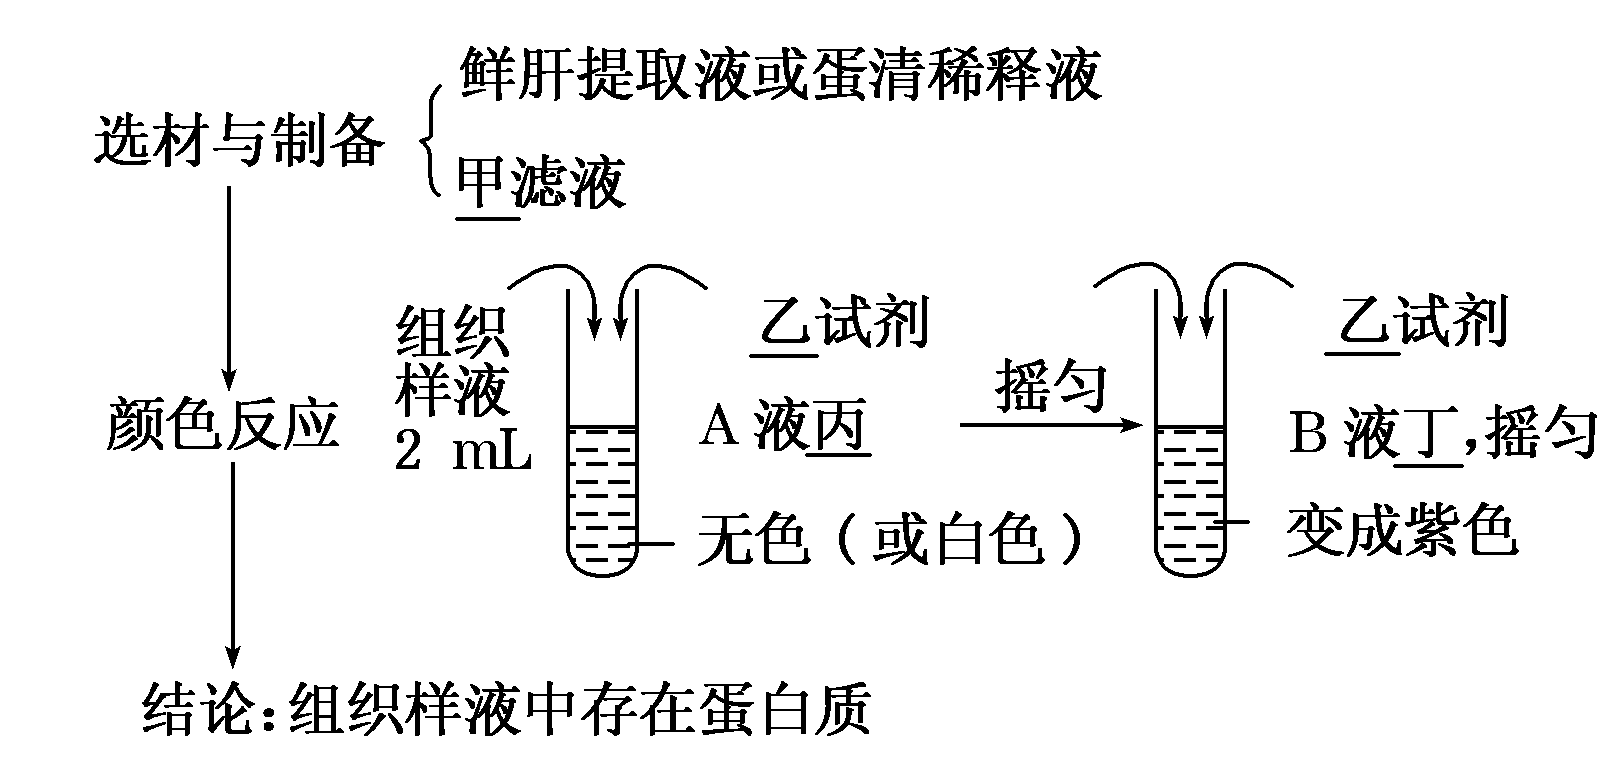 鲜肝提取液或蛋清稀释液
选材与制备
甲滤液
组织
样液
2 mL
乙试剂
A 液丙
无色(或白色)
摇匀
乙试剂
B 液丁,摇匀
变成紫色
颜色反应
结论:组织样液中存在蛋白质